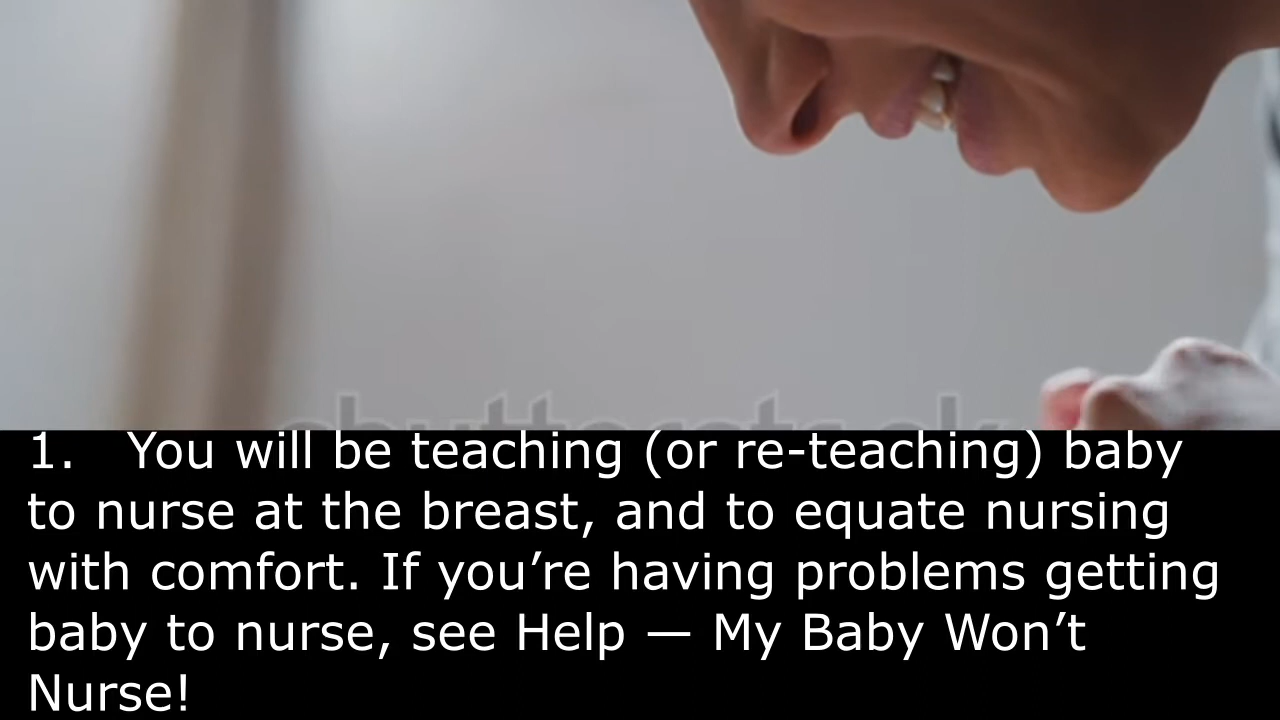 shutterstock
1. You will be teaching (or re-teaching) baby
to nurse at the breast, and to equate nursing
with comfort. If you’re having problems getting
baby to nurse, see Help — My Baby Won’t
Nurse!